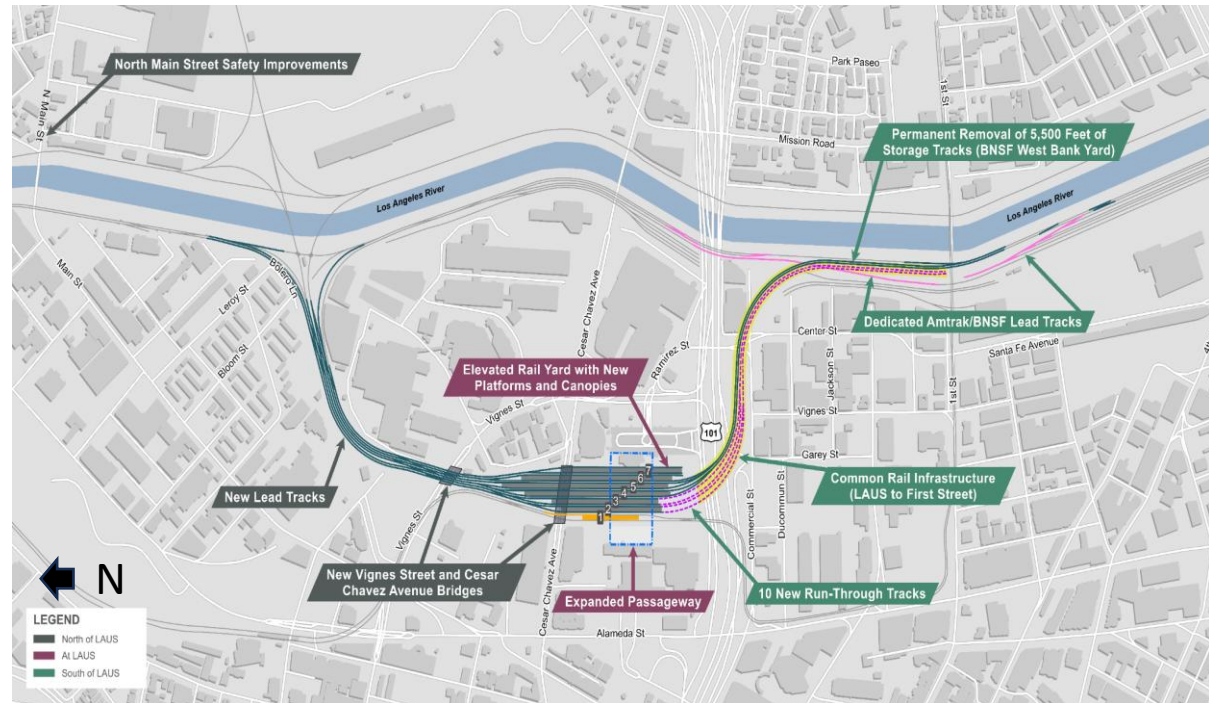 North Main Street Safety Improvements
N Main St
Park Paseo
1st St
Mission Road
Permanent Removal of 5,500 Feet of
Storage Tracks (BNSF West Bank Yard)
Los Angeles River
Los Angeles River
Main St
Bolero Ln
Leroy St
Bloom St
Cesar Chavez Ave
Ramirez St
Center St
Dedicated Amtrak/BNSF Lead Tracks
Santa Fe Avenue
Jackson St
Elevated Rail Yard with New
Platforms and Canopies
Vignes St
Vignes St
1st St
101
Garey St
New Lead Tracks
1 2 3 4 5 6 7
Common Rail Infrastructure
(LAUS to First Street)
Vignes St
Commercial St
Ducommun St
N
New Vignes Street and Cesar
Chavez Avenue Bridges
Cesar Chavez Ave
Expanded Passageway
10 New Run-Through Tracks
Alameda St
LEGEND
North of LAUS
At LAUS
South of LAUS